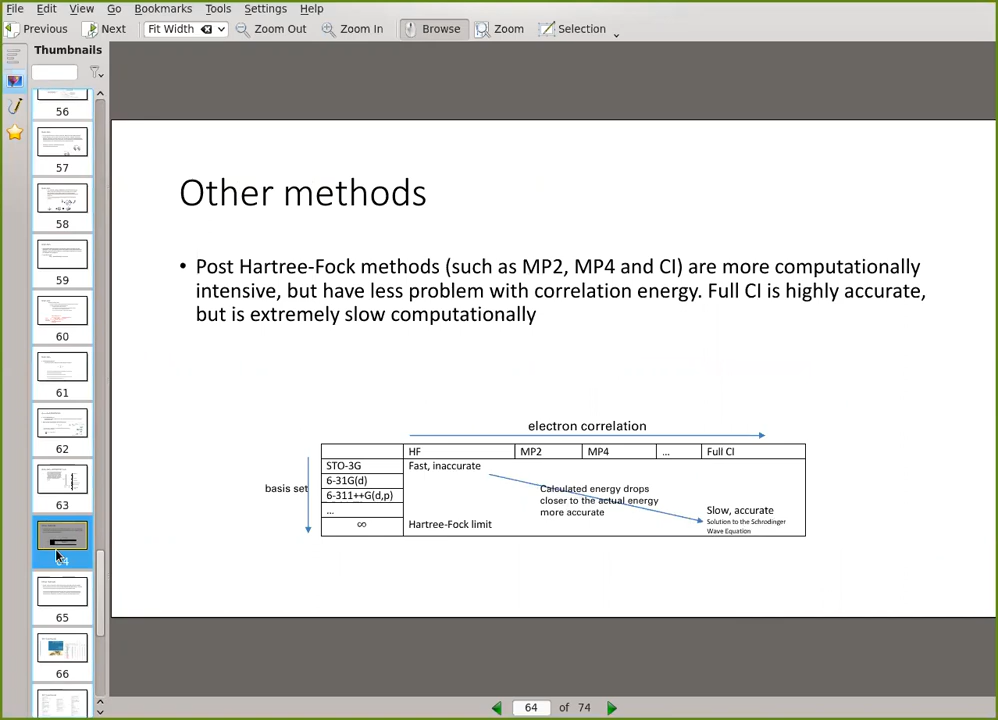 File Edit View Go Bookmarks Tools Settings Help
Previous Next Fit Width Zoom Out Zoom In Browse Zoom Selection
Thumbnails
56
57
58
59
60
61
62
63
64
65
66
Other methods
• Post Hartree-Fock methods (such as MP2, MP4 and CI) are more computationally
intensive, but have less problem with correlation energy. Full CI is highly accurate,
but is extremely slow computationally
electron correlation
basis set
HF MP2 MP4 ... Full CI
STO-3G Fast, inaccurate
6-31G(d)
6-311++G(d,p)
...
∞ Hartree-Fock limit
Calculated energy drops
closer to the actual energy
more accurate
Slow, accurate
Solution to the Schrodinger
Wave Equation
64 of 74